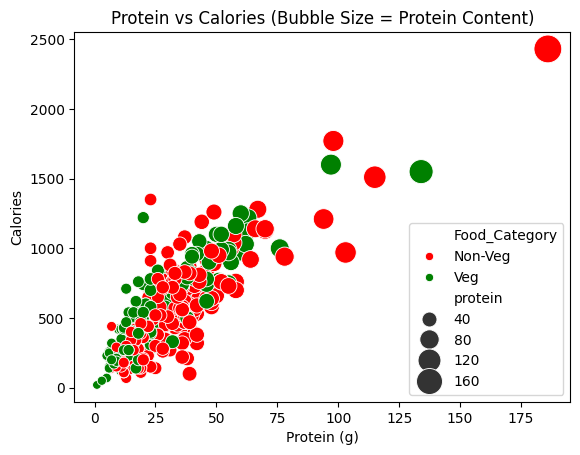 Protein vs Calories (Bubble Size = Protein Content)
2500
2000
1500
1000
500
0
Calories
0 25 50 75 100 125 150 175
Protein (g)
Food_Category
Non-Veg
Veg
protein
40
80
120
160